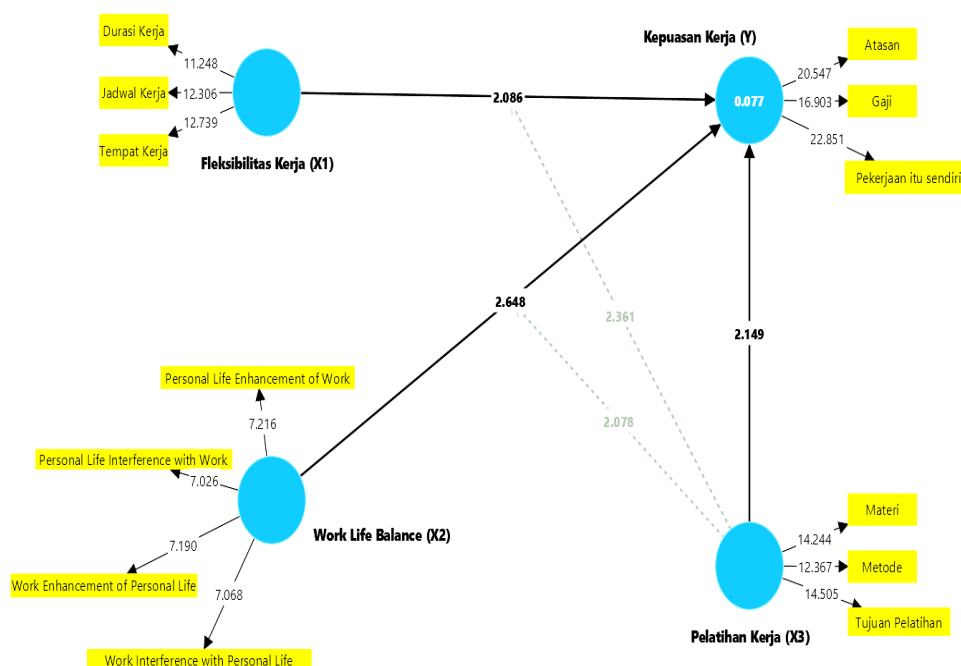 Durasi Kerja
11.248
Jadwal Kerja
12.306
12.739
Tempat Kerja
Fleksibilitas Kerja (X1)
Kepuasan Kerja (Y)
0.077
Atasan
20.547
Gaji
16.903
22.851
Pekerjaan itu sendiri
2.086
2.648
2.361
2.149
2.078
Personal Life Enhancement of Work
7.216
Personal Life Interference with Work
7.026
Work Life Balance (X2)
7.190
Work Enhancement of Personal Life
7.068
Work Interference with Personal Life
Materi
14.244
Metode
12.367
14.505
Tujuan Pelatihan
Pelatihan Kerja (X3)